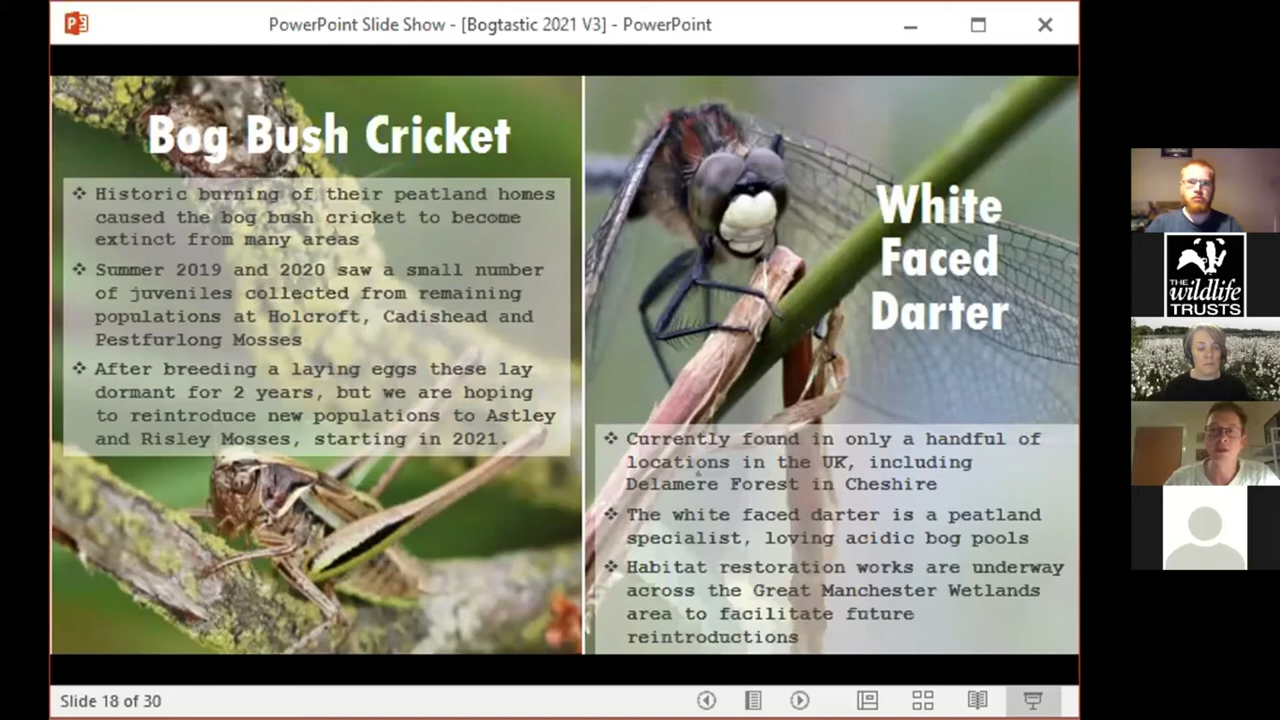 PowerPoint Slide Show - [Bogtastic 2021 V3] - PowerPoint
Bog Bush Cricket
❖ Historic burning of their peatland homes
caused the bog bush cricket to become
extinct from many areas
❖ Summer 2019 and 2020 saw a small number
of juveniles collected from remaining
populations at Holcroft, Cadishead and
Pestfurlong Mosses
❖ After breeding a laying eggs these lay
dormant for 2 years, but we are hoping
to reintroduce new populations to Astley
and Risley Mosses, starting in 2021.
White
Faced
Darter
❖ Currently found in only a handful of
locations in the UK, including
Delamere Forest in Cheshire
❖ The white faced darter is a peatland
specialist, loving acidic bog pools
❖ Habitat restoration works are underway
across the Great Manchester Wetlands
area to facilitate future
reintroductions
Slide 18 of 30
THE
wildlife
TRUSTS